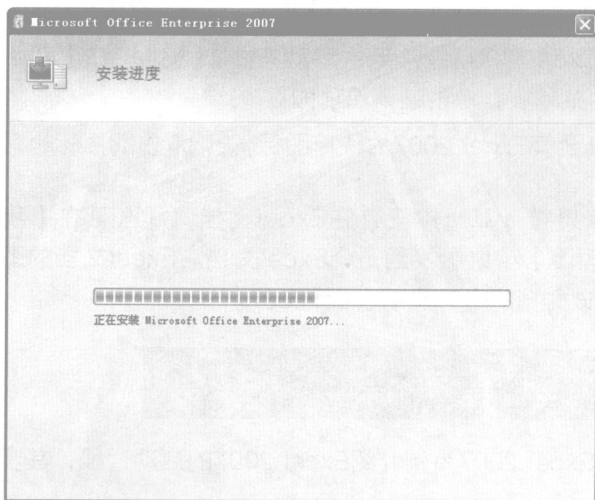 Microsoft Office Enterprise 2007
安装进度
正在安装 Microsoft Office Enterprise 2007...